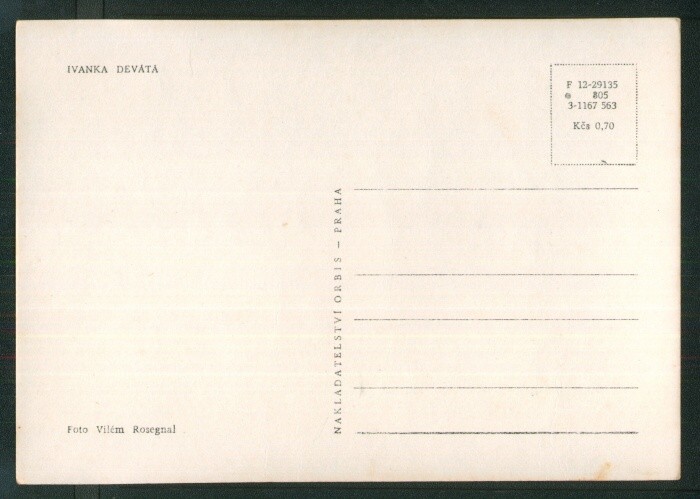 IVANKA DEVÁTÁ
F 12-29135
805
3-1167 563
Kčs 0,70
NAKLADATELSTVÍ ORBIS – PRAHA
Foto Vilém Rosegnal